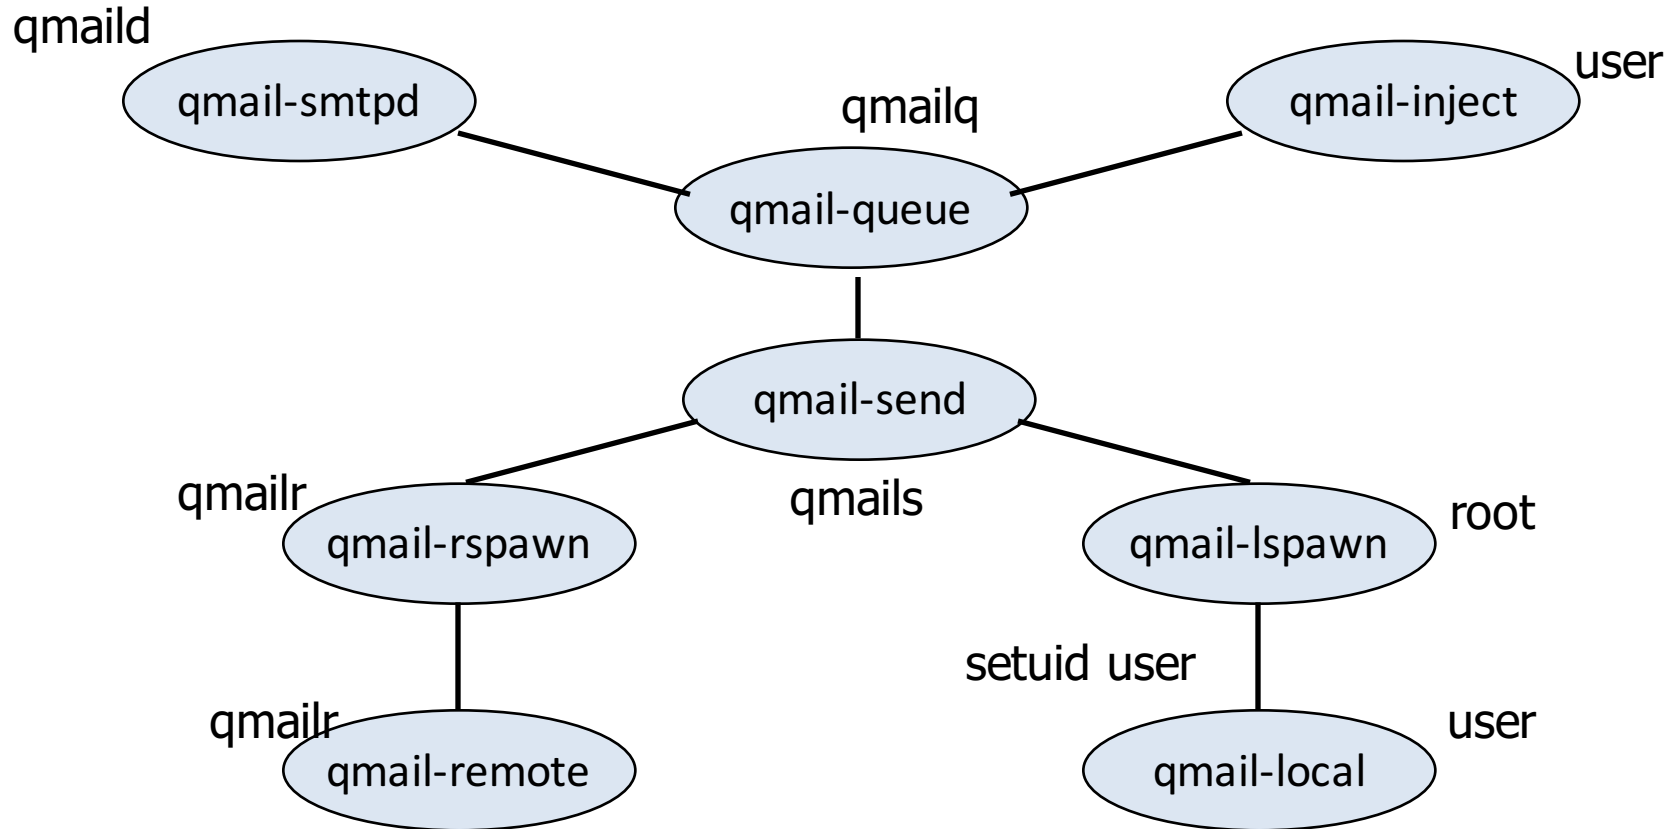 qmaild
qmail-smtpd
user
qmail-inject
qmailq
qmail-queue
qmail-send
qmails
qmailr
qmail-rspawn
root
qmail-lspawn
setuid user
qmailr
qmail-remote
user
qmail-local